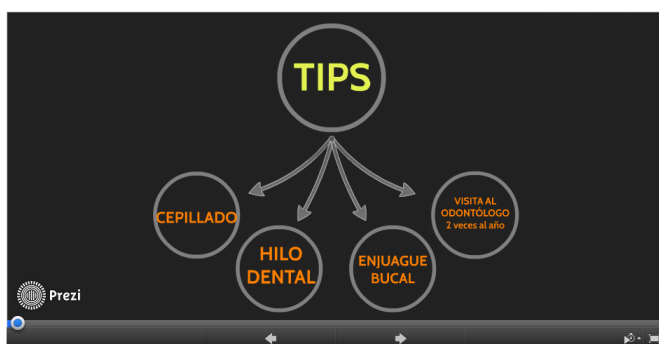 TIPS
CEPILLADO
HILO
DENTAL
ENJUAGUE
BUCAL
VISITA AL
ODONTÓLOGO
2 veces al año
Prezi